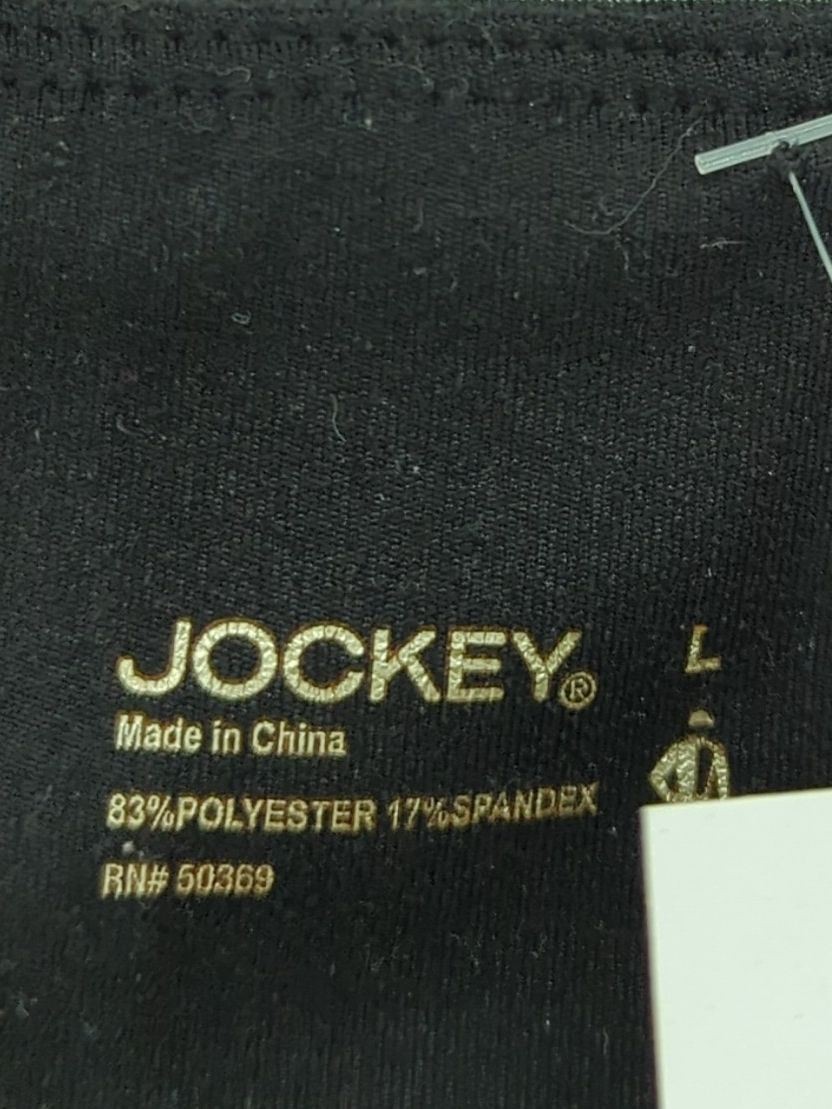 JOCKEY® L
Made in China
83%POLYESTER 17%SPANDEX
RN# 50369